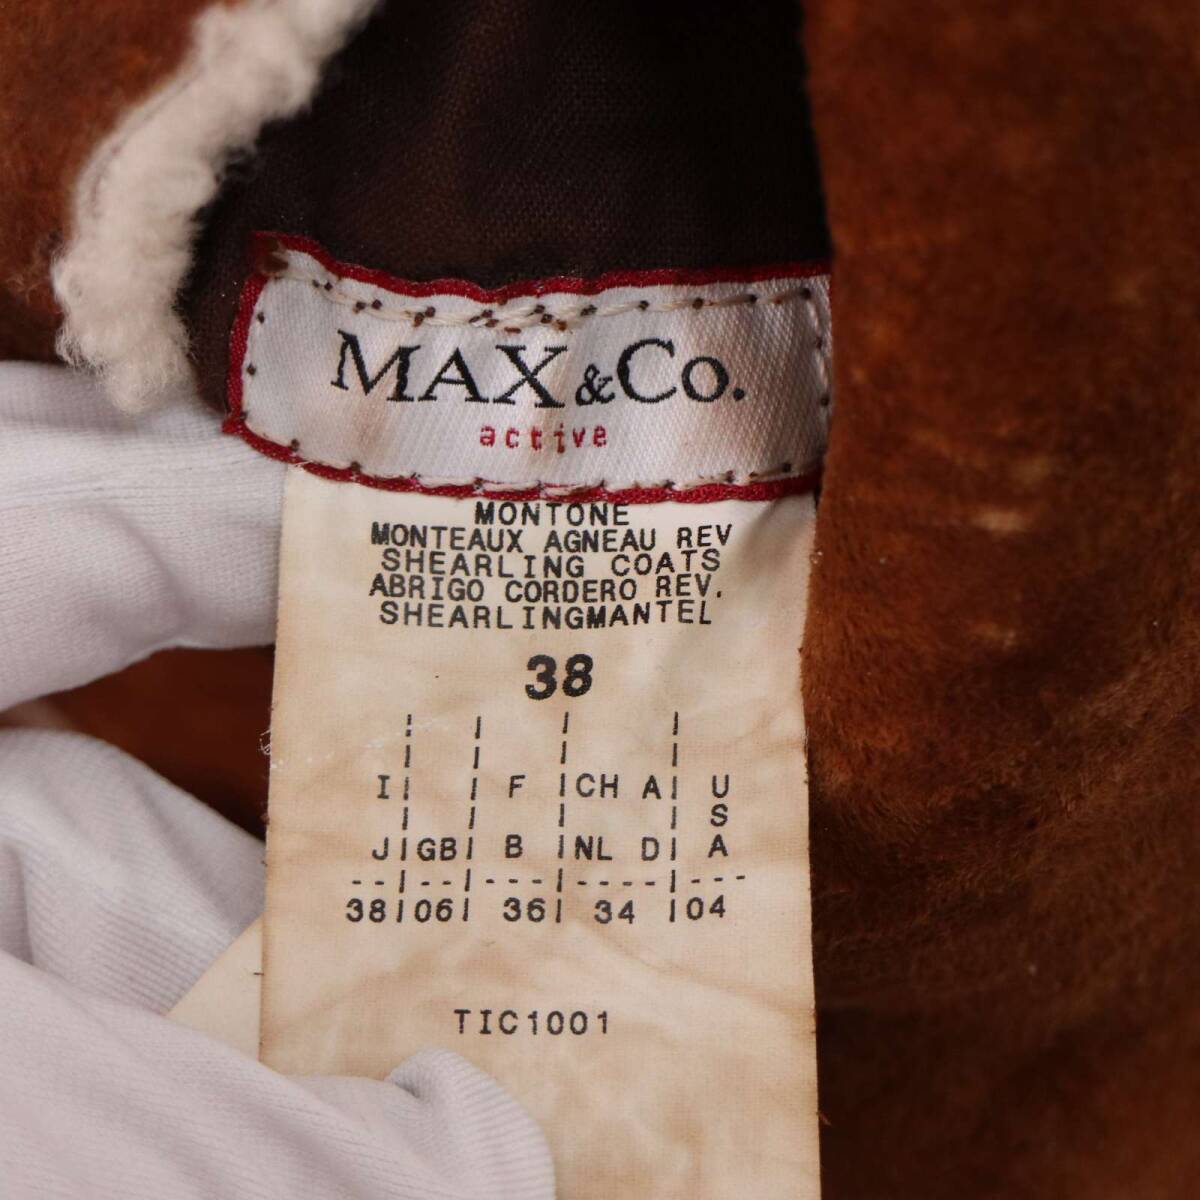 MAX &Co.
active
MONTONE
MONTEAUX AGNEAU REV
SHEARLING COATS
ABRIGO CORDERO REV.
SHEARLINGMANTEL
38
I F CH A U
S
J GB B NL D A
38 06 36 34 04
TIC1001